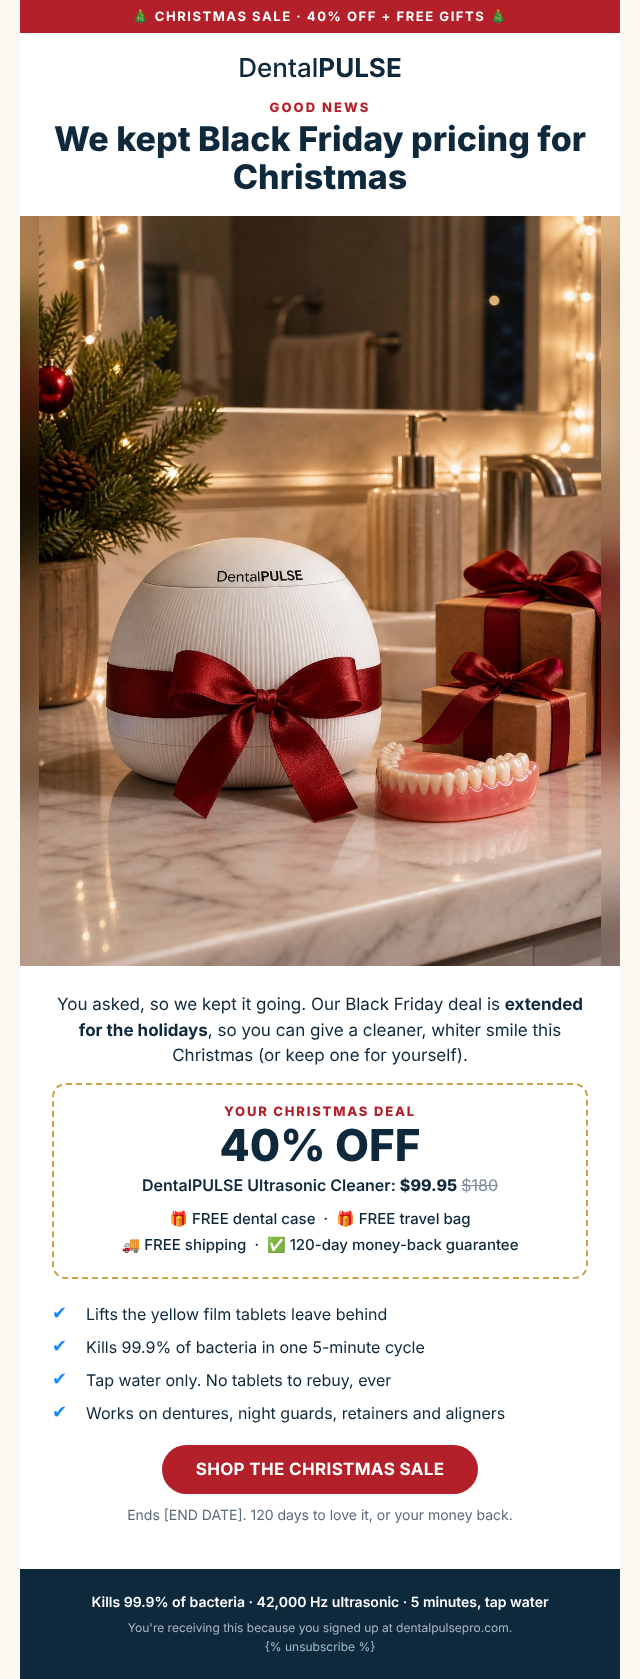 🎄 CHRISTMAS SALE · 40% OFF + FREE GIFTS 🎄
DentalPULSE
GOOD NEWS
We kept Black Friday pricing for
Christmas
DentalPULSE
You asked, so we kept it going. Our Black Friday deal is extended
for the holidays, so you can give a cleaner, whiter smile this
Christmas (or keep one for yourself).
YOUR CHRISTMAS DEAL
40% OFF
DentalPULSE Ultrasonic Cleaner: $99.95 $180
🎁 FREE dental case · 🎁 FREE travel bag
🚚 FREE shipping · ✅ 120-day money-back guarantee
✔ Lifts the yellow film tablets leave behind
✔ Kills 99.9% of bacteria in one 5-minute cycle
✔ Tap water only. No tablets to rebuy, ever
✔ Works on dentures, night guards, retainers and aligners
SHOP THE CHRISTMAS SALE
Ends [END DATE]. 120 days to love it, or your money back.
Kills 99.9% of bacteria · 42,000 Hz ultrasonic · 5 minutes, tap water
You're receiving this because you signed up at dentalpulsepro.com.
{% unsubscribe %}